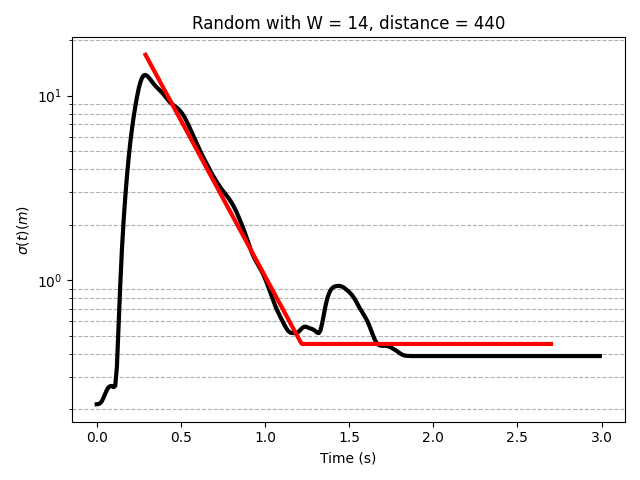 Random with W = 14, distance = 440
σ(t)(m)
10¹
10⁰
0.0 0.5 1.0 1.5 2.0 2.5 3.0
Time (s)